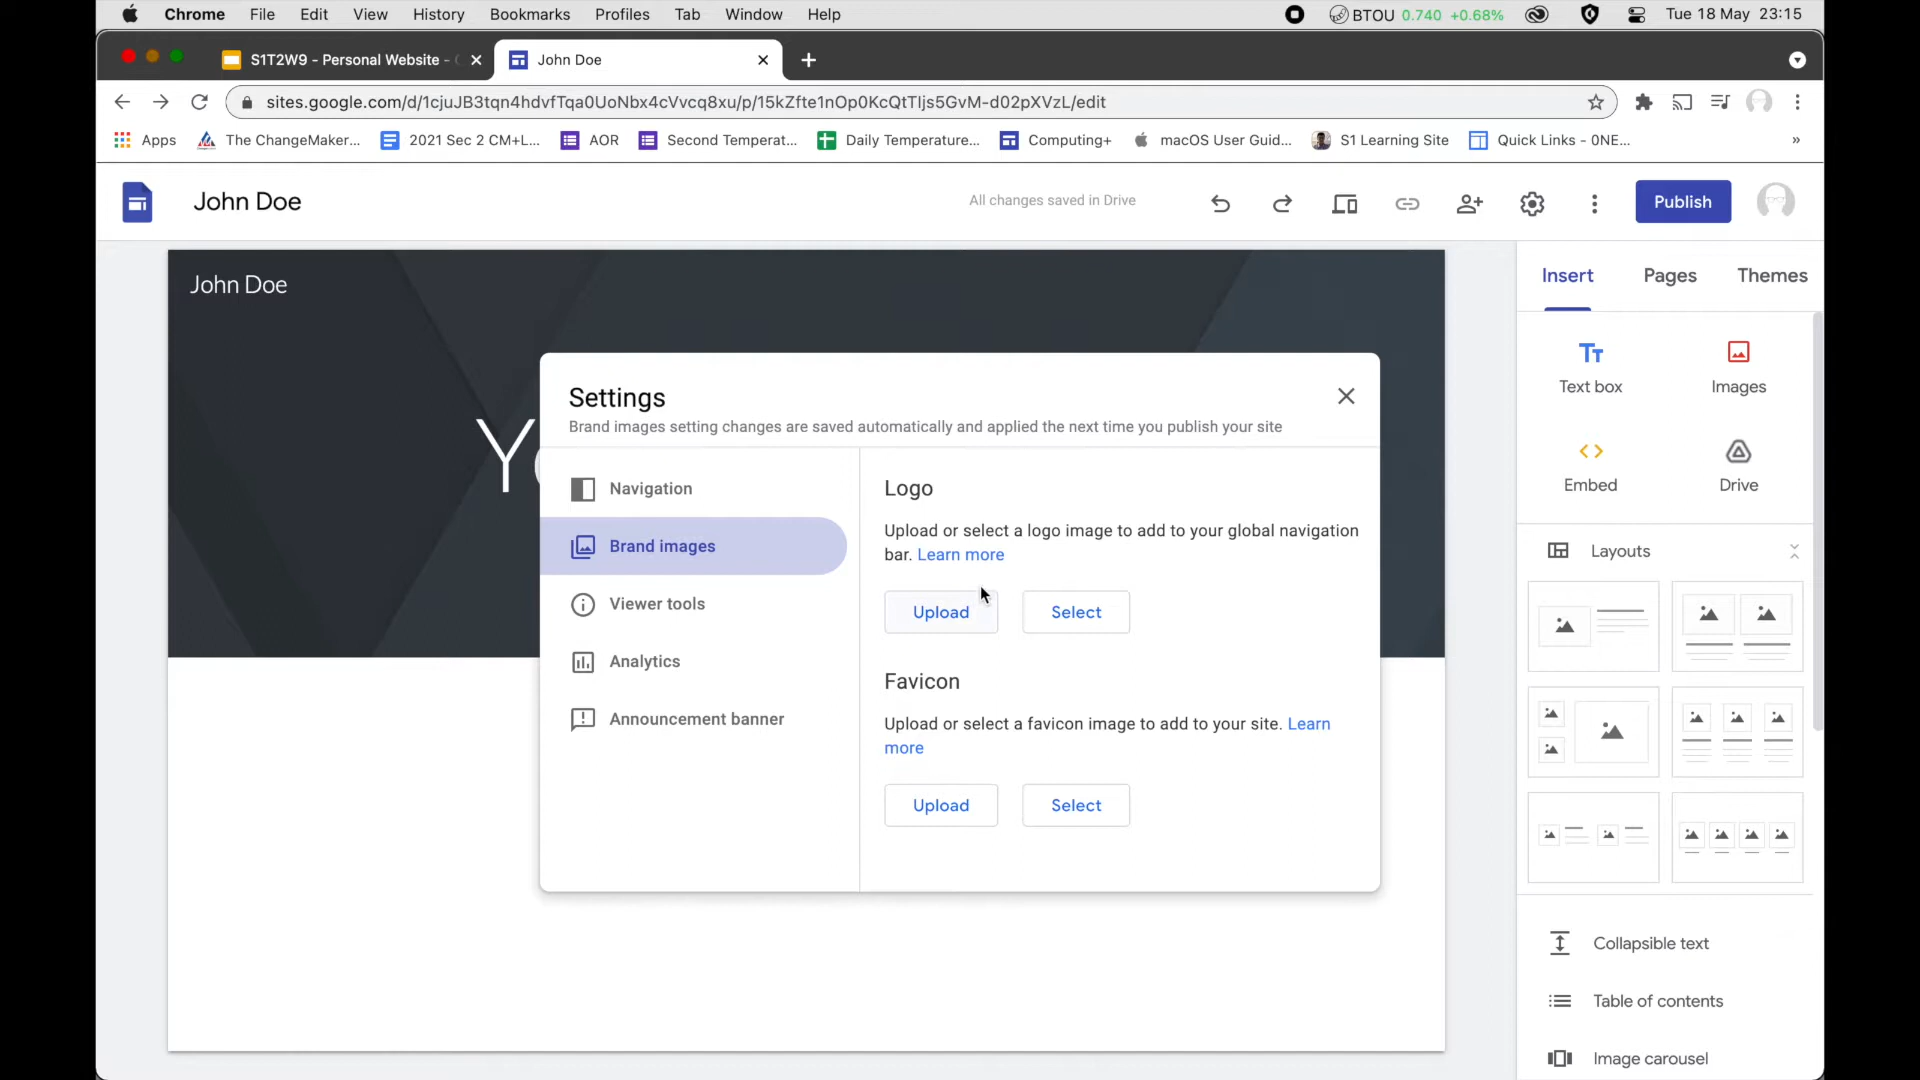 Chrome File Edit View History Bookmarks Profiles Tab Window Help BTOU 0.740 +0.68% Tue 18 May 23:15
S1T2W9 - Personal Website - John Doe
sites.google.com/d/1cjuJB3tqn4hdvfTqa0UoNbx4cVvcq8xu/p/15kZfte1nOp0KcQtTljs5GvM-d02pXVzL/edit
Apps The ChangeMaker... 2021 Sec 2 CM+L... AOR Second Temperat... Daily Temperature... Computing+ macOS User Guid... S1 Learning Site Quick Links - 0NE... »
John Doe All changes saved in Drive Publish
Insert Pages Themes
John Doe
Text box Images
Embed Drive
Layouts
Collapsible text
Table of contents
Image carousel
Settings
Brand images setting changes are saved automatically and applied the next time you publish your site
Navigation
Brand images
Viewer tools
Analytics
Announcement banner
Logo
Upload or select a logo image to add to your global navigation
bar. Learn more
Upload Select
Favicon
Upload or select a favicon image to add to your site. Learn
more
Upload Select